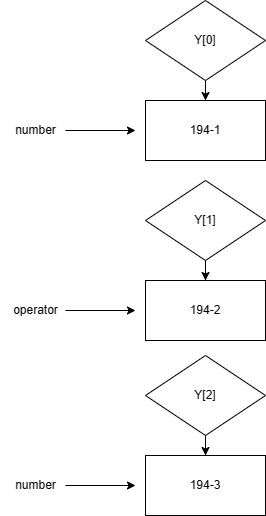 Y[0]
number
194-1
Y[1]
operator
194-2
Y[2]
number
194-3